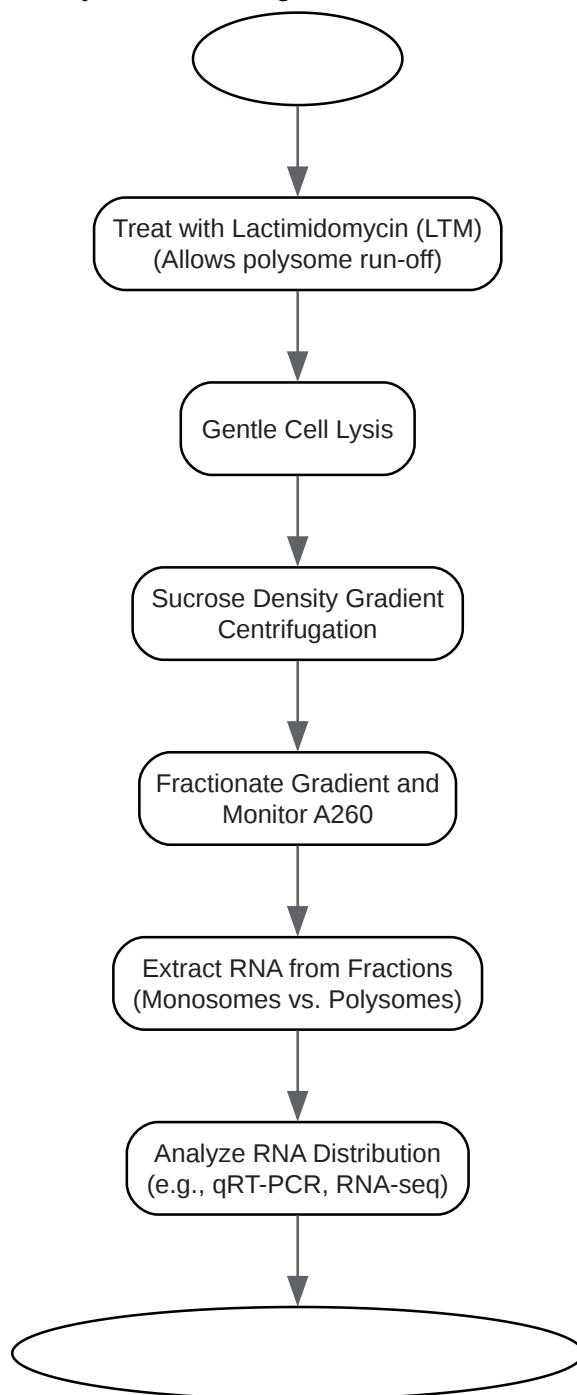 Treat with Lactimidomycin (LTM)
(Allows polysome run-off)
Gentle Cell Lysis
Sucrose Density Gradient
Centrifugation
Fractionate Gradient and
Monitor A260
Extract RNA from Fractions
(Monosomes vs. Polysomes)
Analyze RNA Distribution
(e.g., qRT-PCR, RNA-seq)